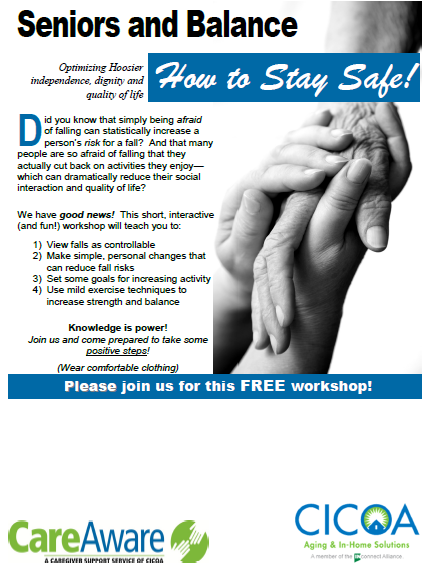 Seniors and Balance
Optimizing Hoosier
independence, dignity and
quality of life
How to Stay Safe!
Did you know that simply being afraid
of falling can statistically increase a
person's risk for a fall?  And that many
people are so afraid of falling that they
actually cut back on activities they enjoy—
which can dramatically reduce their social
interaction and quality of life?
We have good news!  This short, interactive
(and fun!) workshop will teach you to:
1) View falls as controllable
2) Make simple, personal changes that
can reduce fall risks
3) Set some goals for increasing activity
4) Use mild exercise techniques to
increase strength and balance
Knowledge is power!
Join us and come prepared to take some
positive steps!
(Wear comfortable clothing)
Please join us for this FREE workshop!
CareAware
A CAREGIVER SUPPORT SERVICE OF CICOA
CICOA
Aging & In-Home Solutions
A member of the INconnect Alliance.